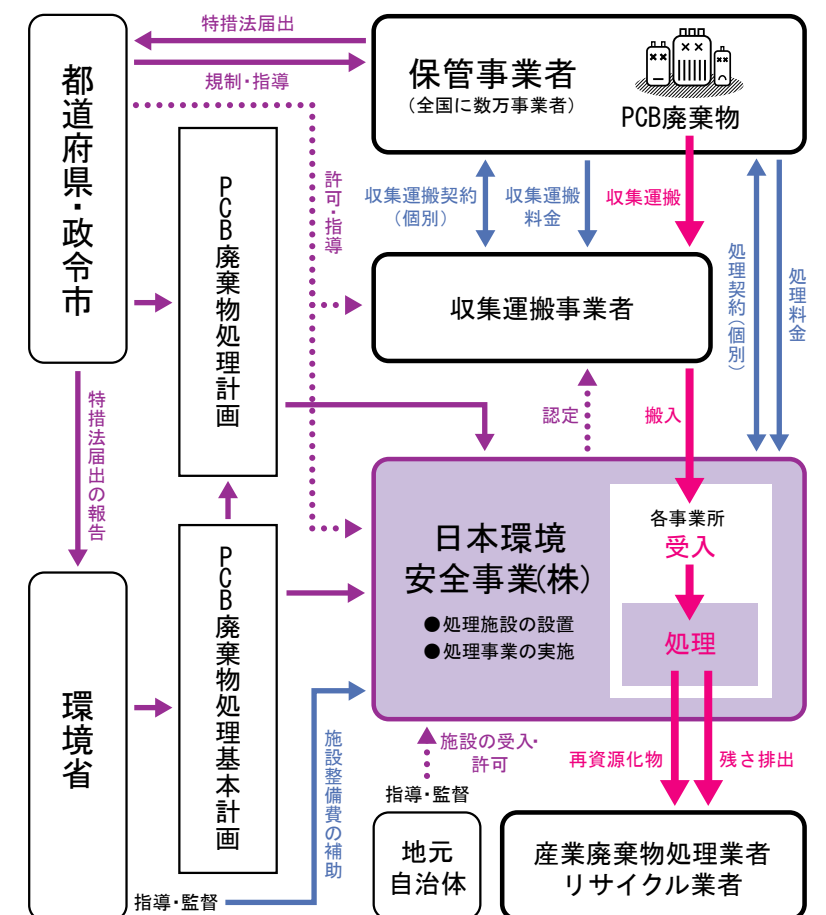 特措法届出
規制・指導
都道府県・政令市
保管事業者
(全国に数万事業者)
PCB廃棄物
許可・指導
PCB廃棄物処理計画
収集運搬契約
(個別)
収集運搬
料金
収集運搬
処理契約(個別)
処理料金
収集運搬事業者
特措法届出の報告
認定
搬入
日本環境
安全事業(株)
●処理施設の設置
●処理事業の実施
各事業所
受入
処理
PCB廃棄物処理基本計画
環境省
施設整備費の補助
施設の受入・
許可
指導・監督
再資源化物
残さ排出
地元
自治体
産業廃棄物処理業者
リサイクル業者
指導・監督